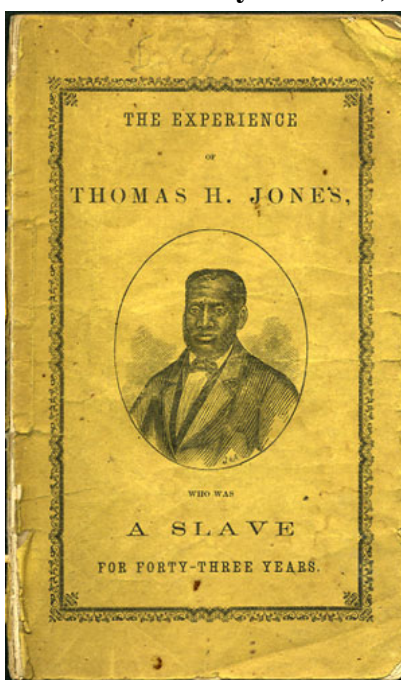 THE EXPERIENCE
OF
THOMAS H. JONES,
WHO WAS
A SLAVE
FOR FORTY-THREE YEARS.